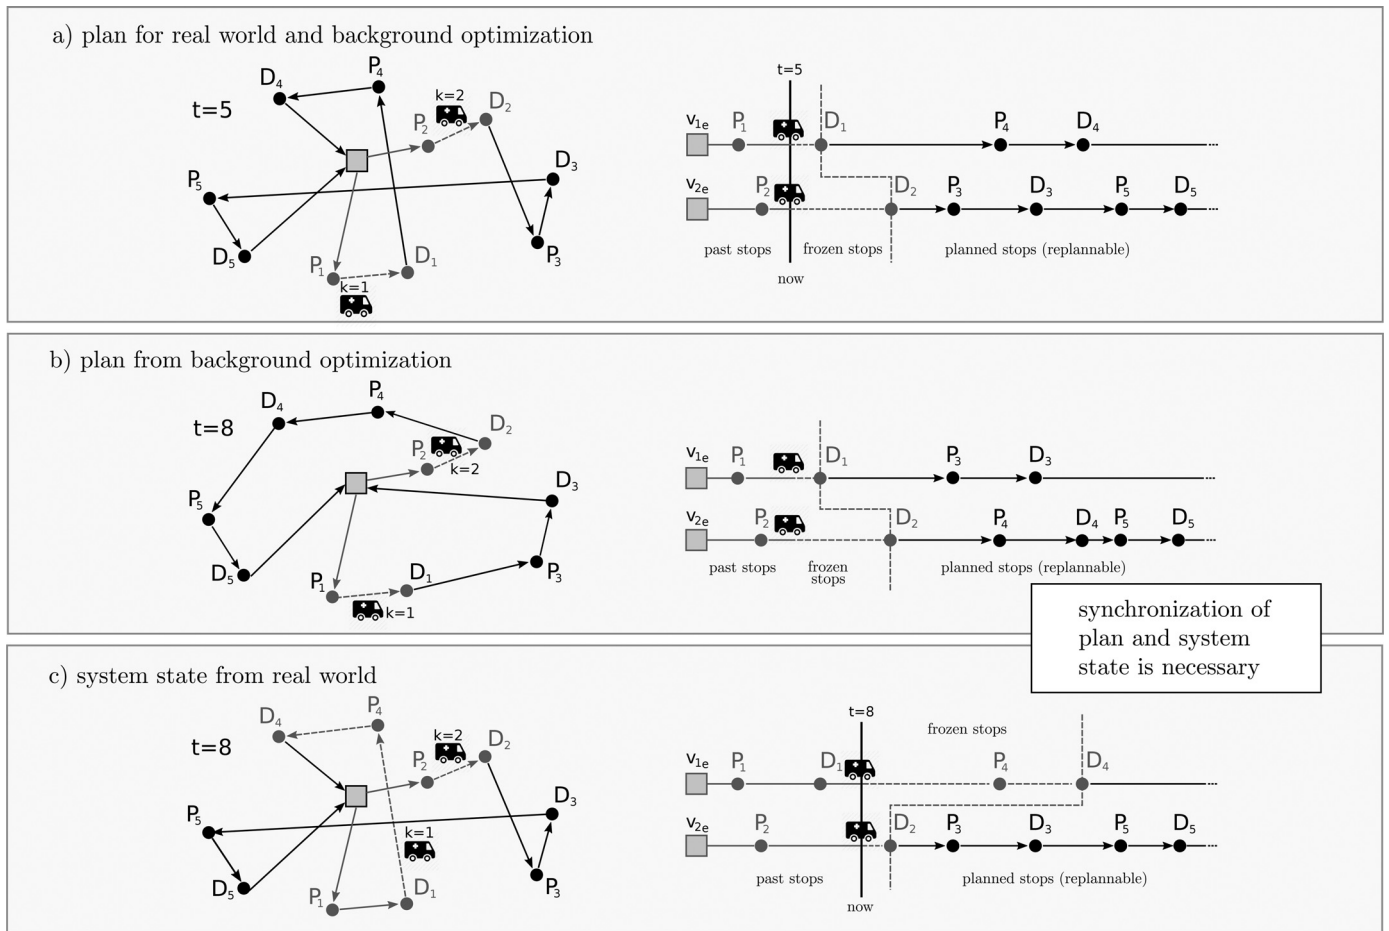 a) plan for real world and background optimization
t=5
D4
P4
k=2
P2
D2
D3
P5
D5
P1
D1
P3
k=1
t=5
v1e
P1
D1
P4
D4
v2e
P2
D2
P3
D3
P5
D5
past stops
frozen stops
planned stops (replannable)
now
b) plan from background optimization
t=8
D4
P4
D2
P2
k=2
D3
P5
D5
P1
D1
P3
k=1
v1e
P1
D1
P3
D3
v2e
P2
D2
P4
D4
P5
D5
past stops
frozen
stops
planned stops (replannable)
synchronization of
plan and system
state is necessary
c) system state from real world
t=8
D4
P4
k=2
D2
P2
D3
P5
k=1
D5
P1
D1
P3
t=8
frozen stops
v1e
P1
D1
P4
D4
v2e
P2
D2
P3
D3
P5
D5
past stops
planned stops (replannable)
now